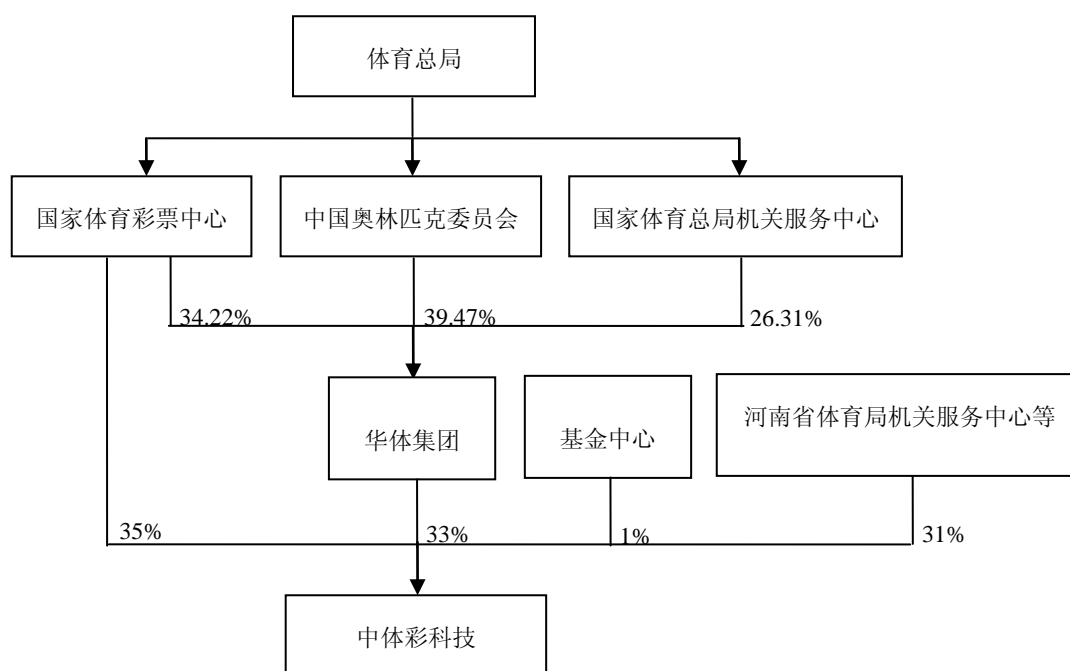 体育总局
国家体育彩票中心
中国奥林匹克委员会
国家体育总局机关服务中心
34.22%
39.47%
26.31%
华体集团
基金中心
河南省体育局机关服务中心等
35%
33%
1%
31%
中体彩科技